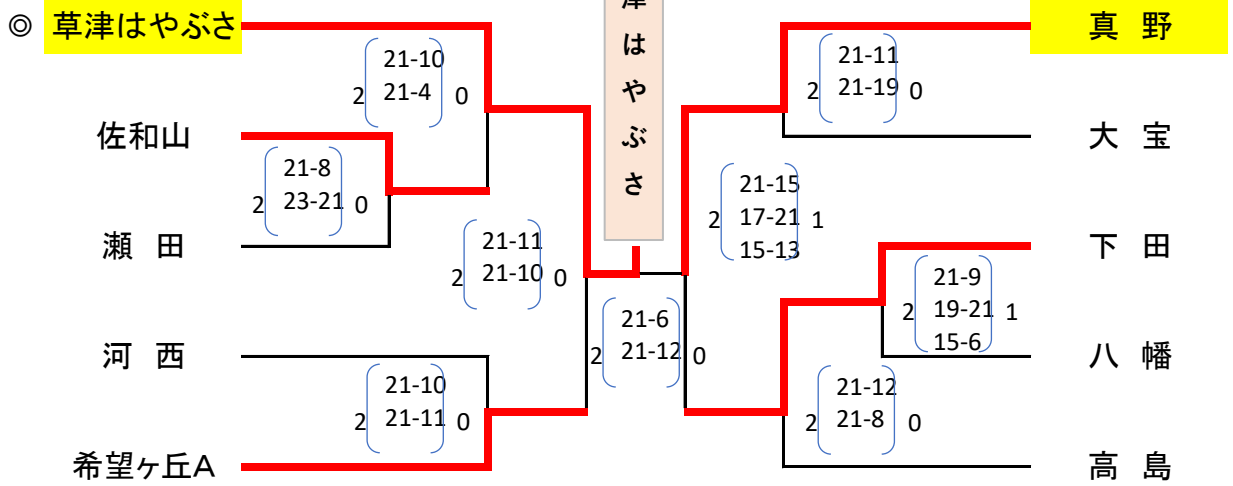 ◎ 草津はやぶさ
佐和山
瀬 田
河 西
希望ヶ丘A
21-10
2 21-4 0
21-8
2 23-21 0
21-11
2 21-10 0
21-10
2 21-11 0
はやぶさ
21-6
2 21-12 0
21-11
2 21-19 0
21-15
2 17-21 1
15-13
21-9
2 19-21 1
15-6
21-12
2 21-8 0
真 野
大 宝
下 田
八 幡
高 島